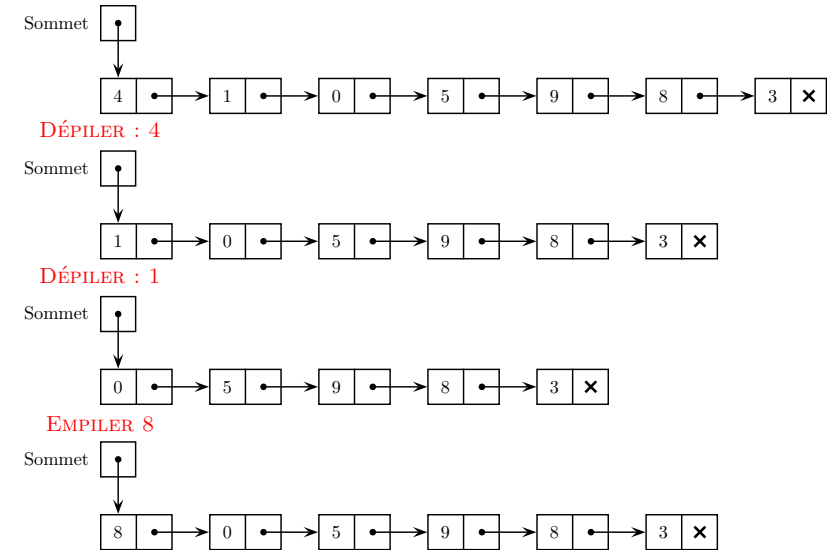 Sommet
4 1 0 5 9 8 3 ×
DÉPILER : 4
Sommet
1 0 5 9 8 3 ×
DÉPILER : 1
Sommet
0 5 9 8 3 ×
EMPILER 8
Sommet
8 0 5 9 8 3 ×